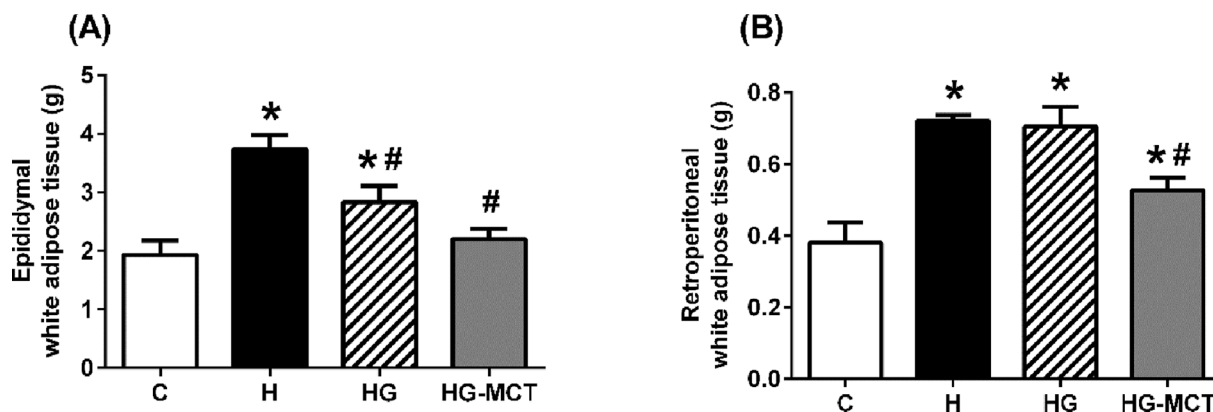 (A)
Epididymal
white adipose tissue (g)
5
4
3
2
1
0
*
* #
#
C H HG HG-MCT
(B)
Retroperitoneal
white adipose tissue (g)
0.8
0.6
0.4
0.2
0.0
*
*
* #
C H HG HG-MCT